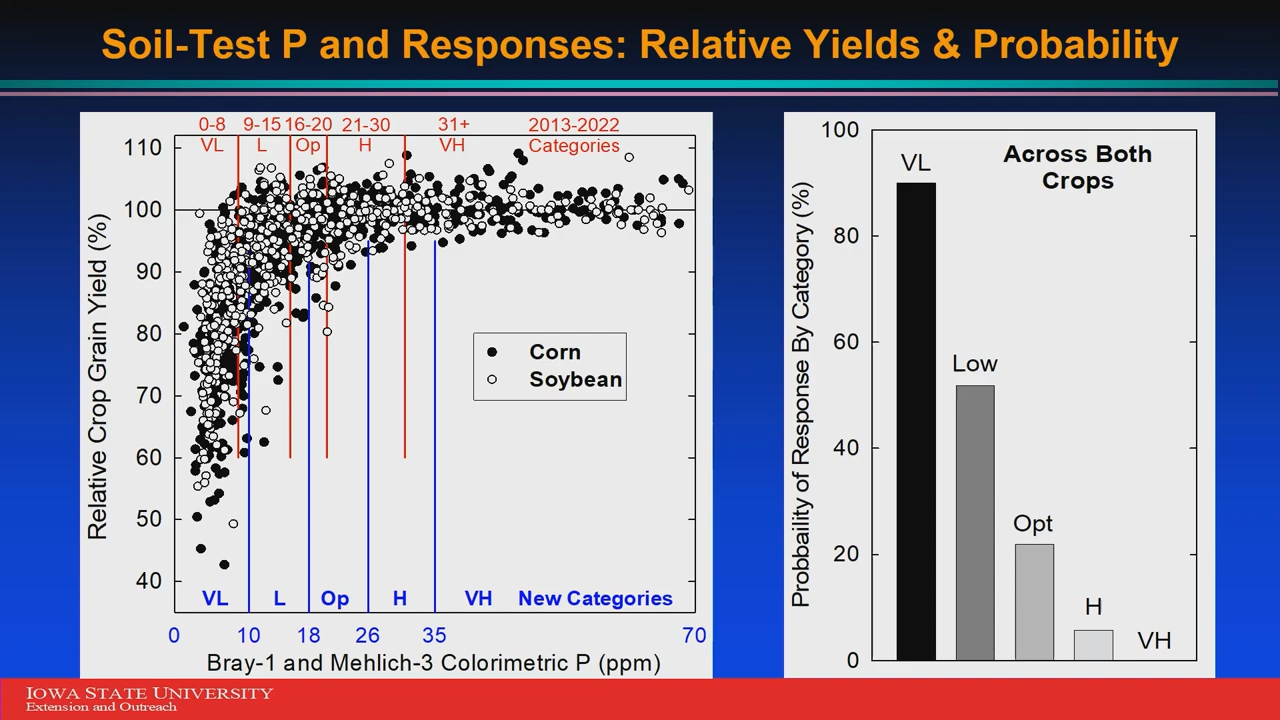 Soil-Test P and Responses: Relative Yields & Probability
0-8 9-15 16-20 21-30 31+ 2013-2022
VL L Op H VH Categories
110
100
90
80
70
60
50
40
Relative Crop Grain Yield (%)
Corn
Soybean
VL L Op H VH New Categories
0 10 18 26 35 70
Bray-1 and Mehlich-3 Colorimetric P (ppm)
100
80
60
40
20
0
Probbaility of Response By Category (%)
Across Both
Crops
VL
Low
Opt
H
VH
IOWA STATE UNIVERSITY
Extension and Outreach